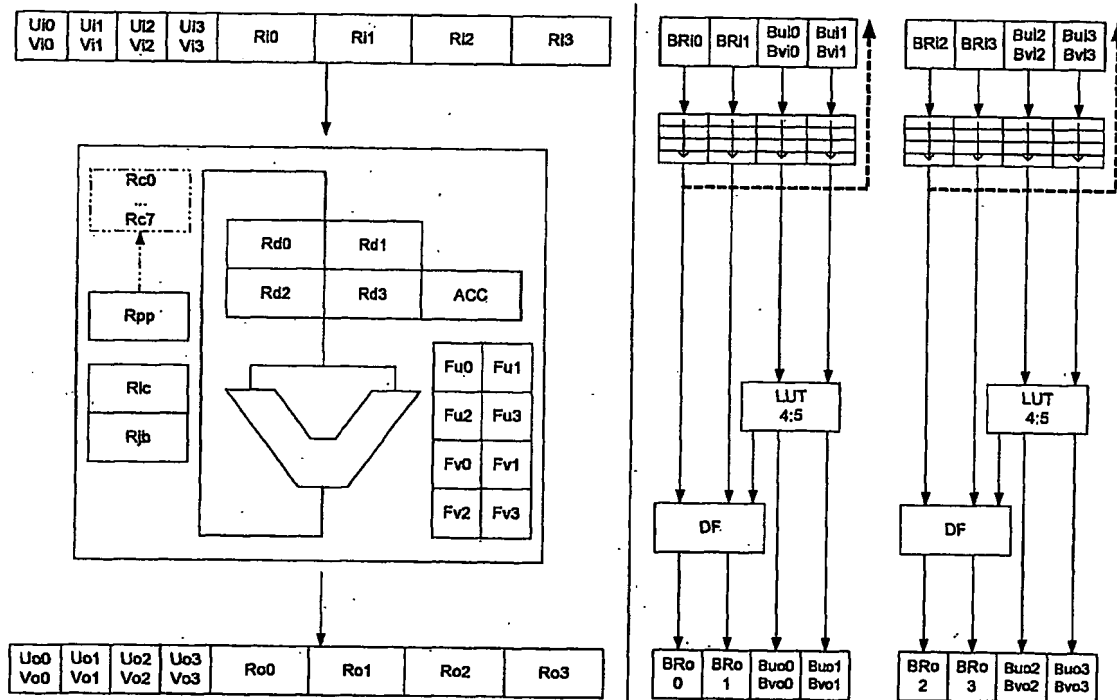 Ui0 Ui1 Ui2 Ui3
Vi0 Vi1 Vi2 Vi3
Ri0 Ri1 Ri2 Ri3
Rc0
...
Rc7
Rpp
Rlc
Rjb
Rd0 Rd1
Rd2 Rd3 ACC
Fu0 Fu1
Fu2 Fu3
Fv0 Fv1
Fv2 Fv3
Uo0 Uo1 Uo2 Uo3
Vo0 Vo1 Vo2 Vo3
Ro0 Ro1 Ro2 Ro3
BRi0 BRi1
Bui0 Bui1
Bvi0 Bvi1
LUT
4:5
DF
BRo BRo
0 1
Buo0 Buo1
Bvo0 Bvo1
BRi2 BRi3
Bui2 Bui3
Bvi2 Bvi3
LUT
4:5
DF
BRo BRo
2 3
Buo2 Buo3
Bvo2 Bvo3